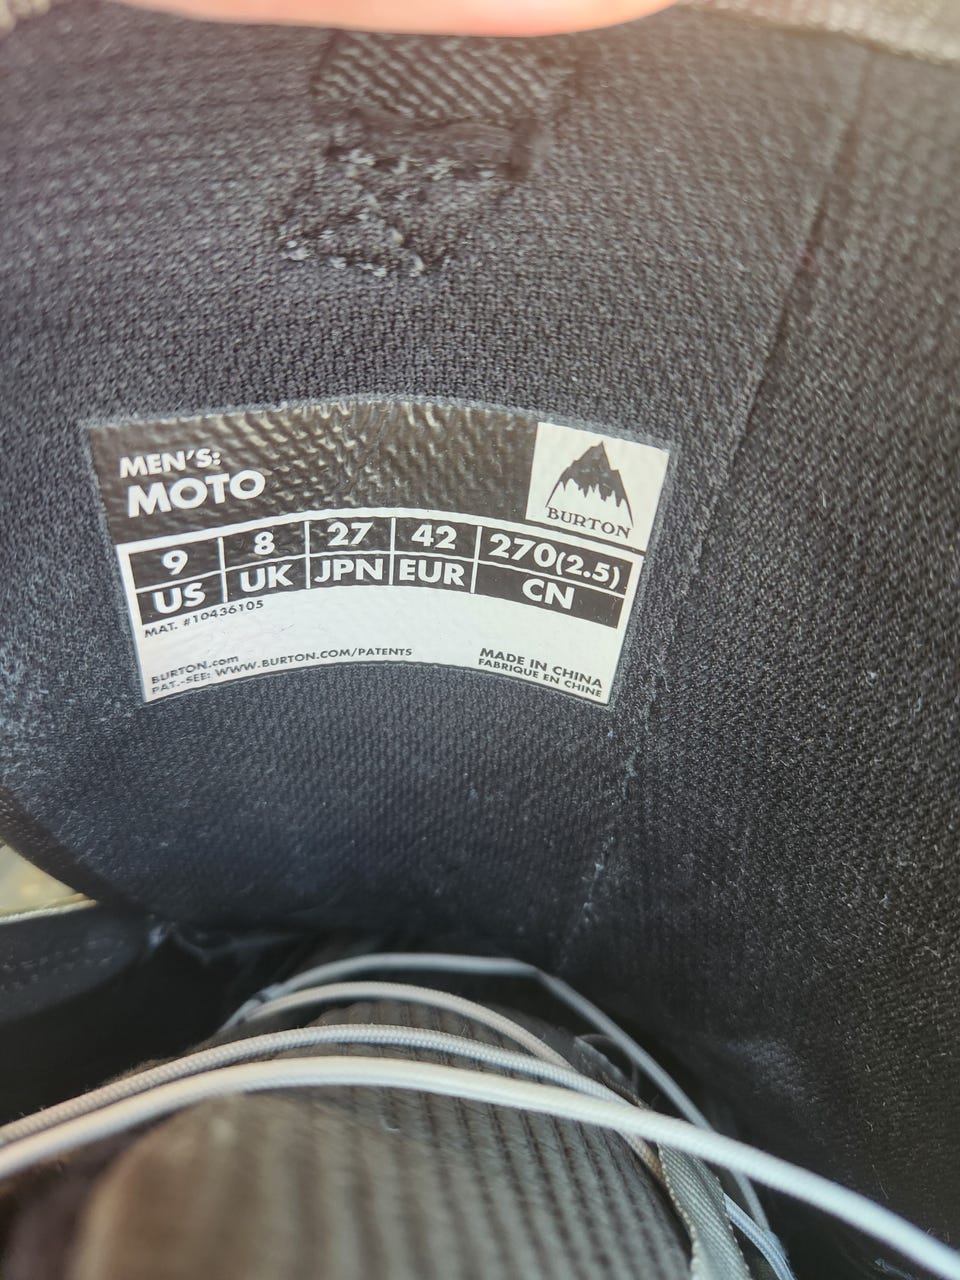 MEN'S:
MOTO
BURTON
9 8 27 42 270(2.5)
US UK JPN EUR CN
MAT. #10436105
BURTON.com
PAT.-SEE: WWW.BURTON.COM/PATENTS
MADE IN CHINA
FABRIQUE EN CHINE